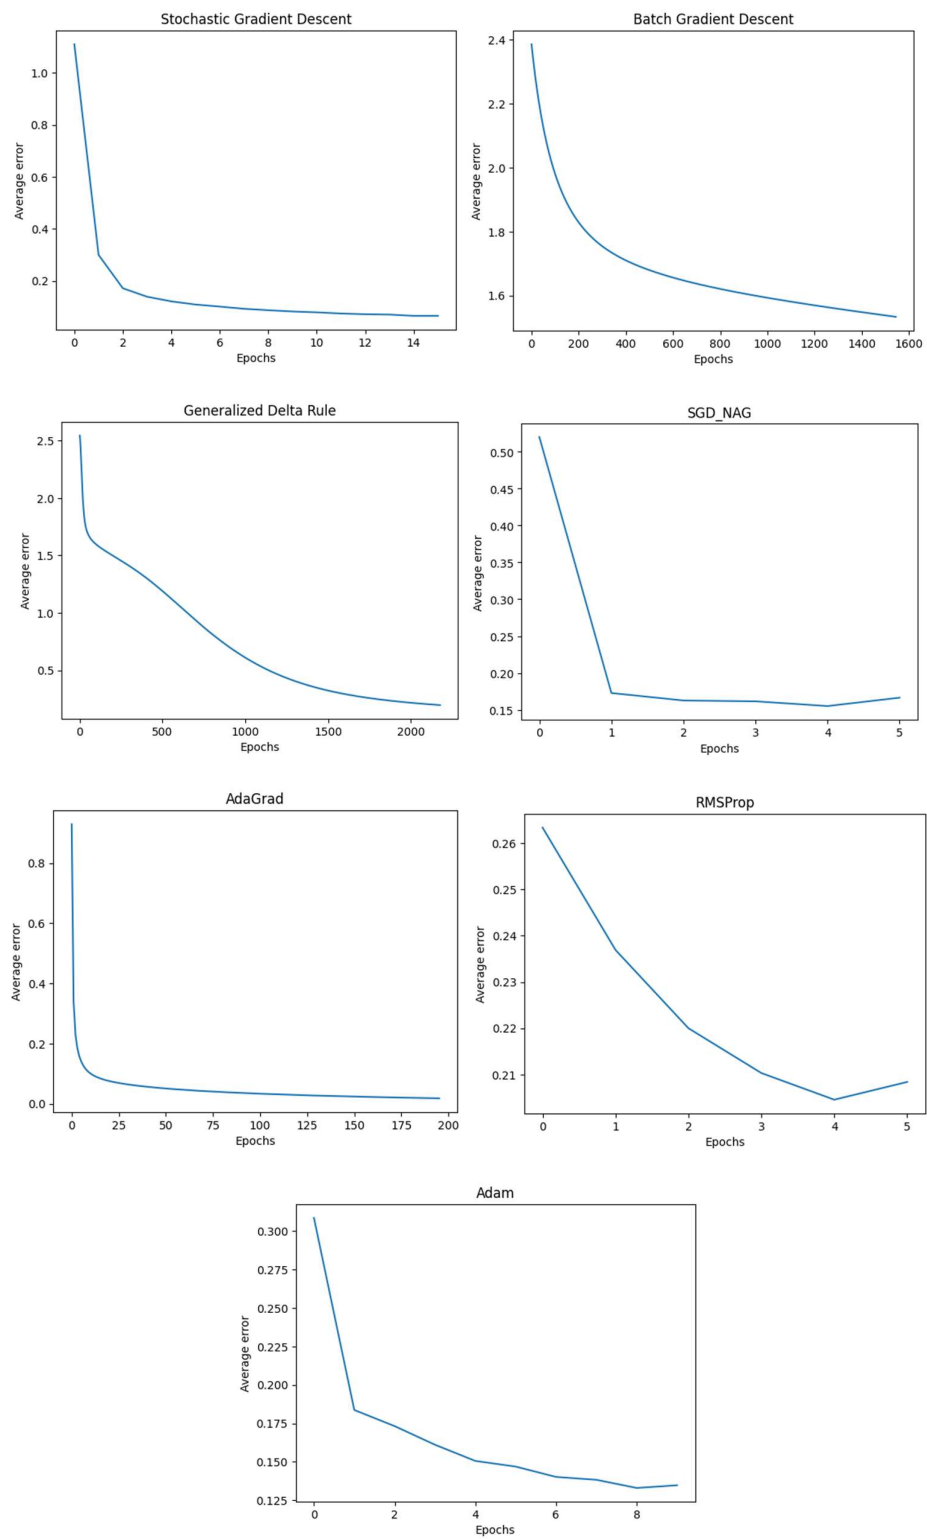 Stochastic Gradient Descent
1.0
0.8
0.6
0.4
0.2
Average error
0 2 4 6 8 10 12 14
Epochs
Batch Gradient Descent
2.4
2.2
2.0
1.8
1.6
Average error
0 200 400 600 800 1000 1200 1400 1600
Epochs
Generalized Delta Rule
2.5
2.0
1.5
1.0
0.5
Average error
0 500 1000 1500 2000
Epochs
SGD_NAG
0.50
0.45
0.40
0.35
0.30
0.25
0.20
0.15
Average error
0 1 2 3 4 5
Epochs
AdaGrad
0.8
0.6
0.4
0.2
0.0
Average error
0 25 50 75 100 125 150 175 200
Epochs
RMSProp
0.26
0.25
0.24
0.23
0.22
0.21
Average error
0 1 2 3 4 5
Epochs
Adam
0.300
0.275
0.250
0.225
0.200
0.175
0.150
0.125
Average error
0 2 4 6 8
Epochs